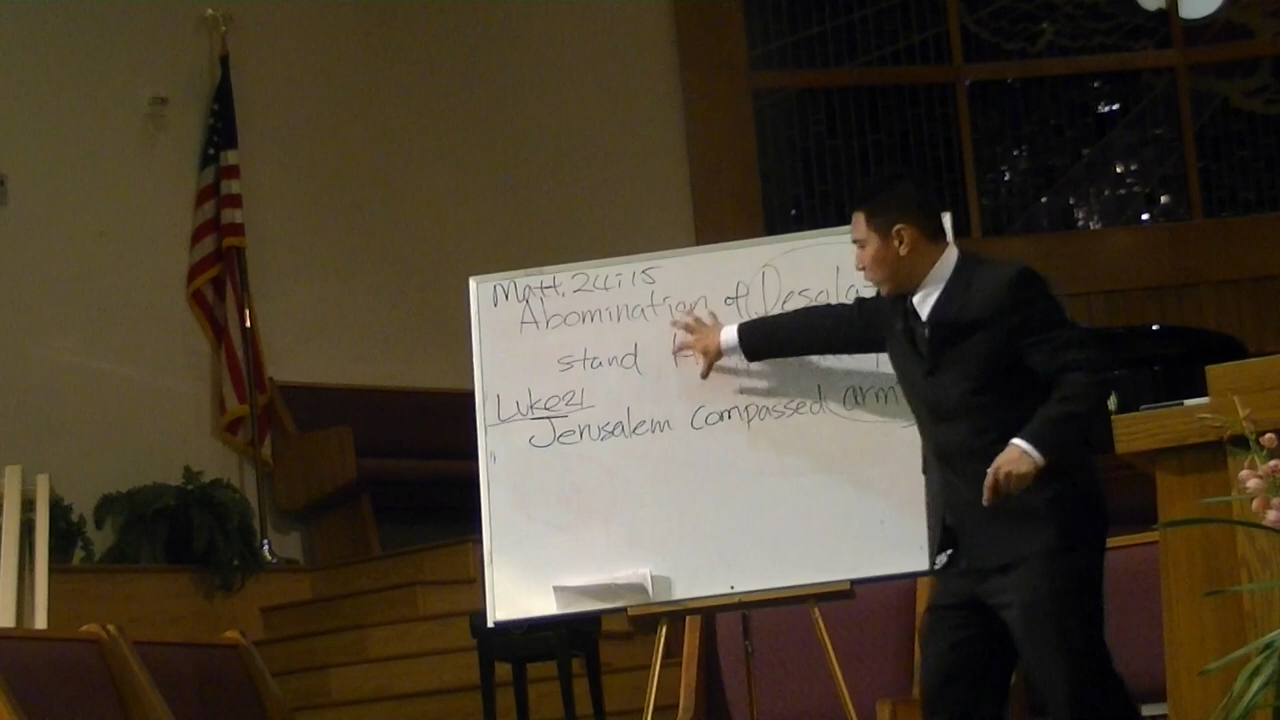 Matt. 24:15
Abomination of Desola
stand
Luke 21
Jerusalem compassed arm